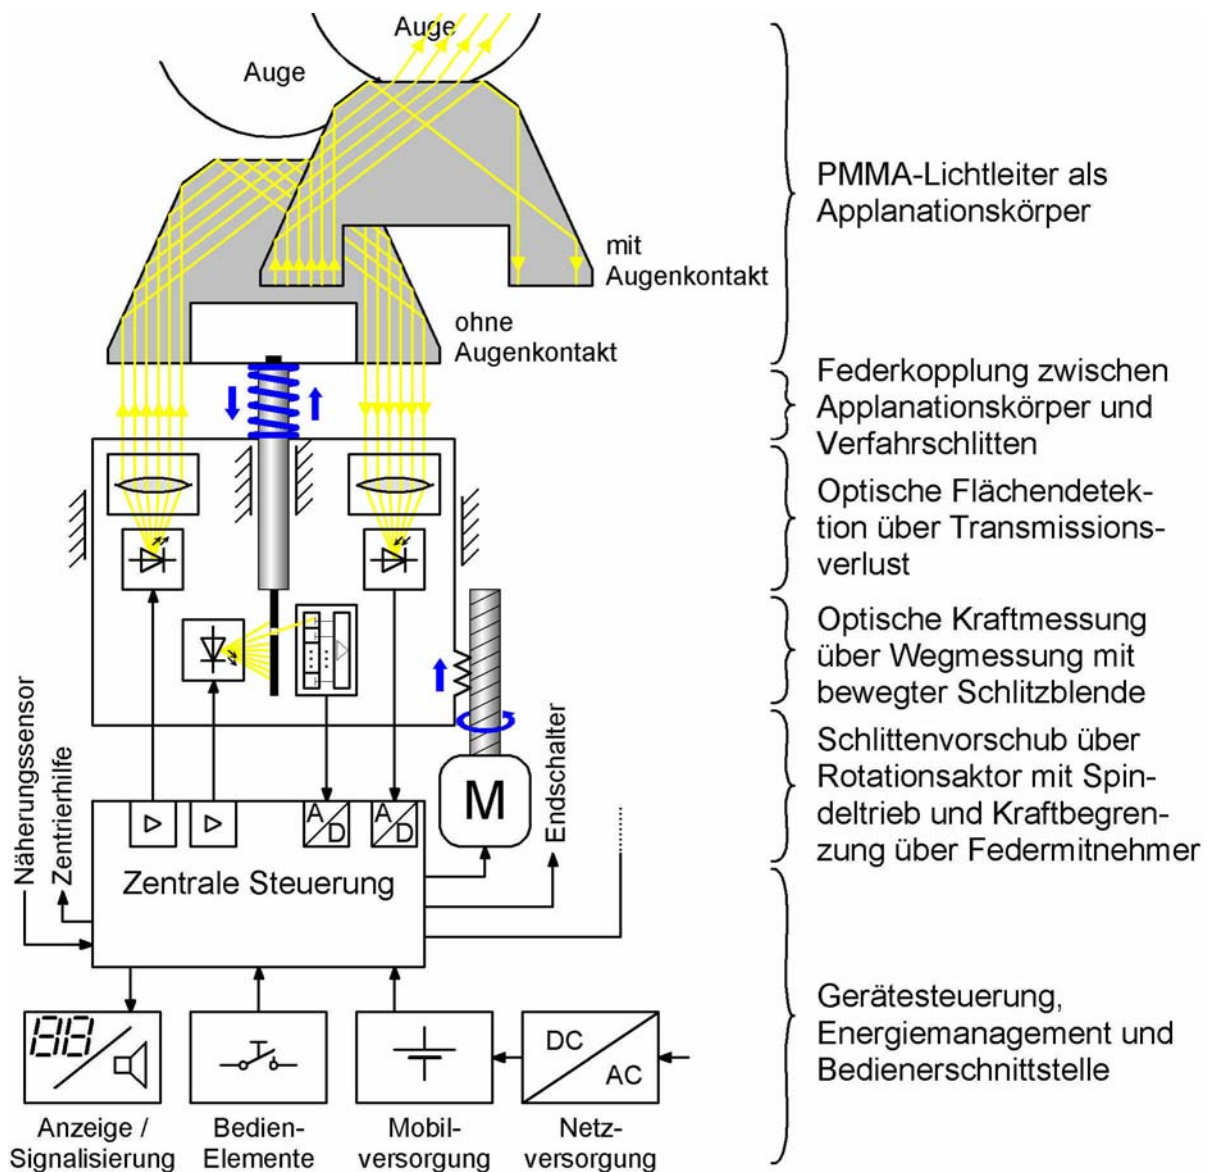 Auge
Auge
mit
Augenkontakt
ohne
Augenkontakt
PMMA-Lichtleiter als
Applanationskörper
Federkopplung zwischen
Applanationskörper und
Verfahrschlitten
Optische Flächendetek-
tion über Transmissions-
verlust
Optische Kraftmessung
über Wegmessung mit
bewegter Schlitzblende
Schlittenvorschub über
Rotationsaktor mit Spin-
deltrieb und Kraftbegren-
zung über Federmitnehmer
Gerätesteuerung,
Energiemanagement und
Bedienerschnittstelle
Näherungssensor
Zentrierhilfe
A/D
A/D
M
Endschalter
Zentrale Steuerung
88
DC
AC
Anzeige /
Signalisierung
Bedien-
Elemente
Mobil-
versorgung
Netz-
versorgung